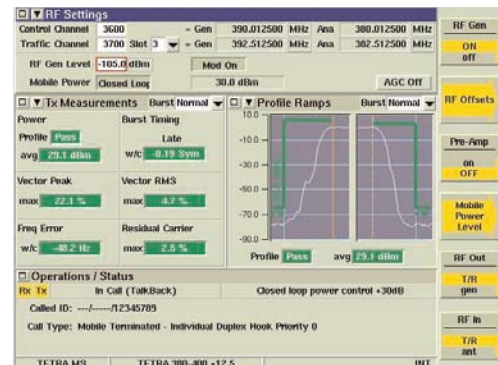 RF Settings
Control Channel 3600 = Gen 390.012500 MHz Ana 380.012500 MHz
Traffic Channel 3700 Slot 3 = Gen 392.512500 MHz Ana 382.512500 MHz
RF Gen Level -105.0 dBm Mod On
Mobile Power Closed Loop 30.0 dBm AGC Off
Tx Measurements Burst Normal
Power Burst Timing
Profile Pass Late
avg 29.1 dBm w/c -0.19 Sym
Vector Peak Vector RMS
max 22.1 % max 4.7 %
Freq Error Residual Carrier
w/c -48.2 Hz max 2.5 %
Profile Ramps Burst Normal
10.0
-10.0
-30.0
-50.0
-70.0
-90.0
Profile Pass avg 29.1 dBm
Operations / Status
Rx Tx In Call (TalkBack) Closed loop power control +30dB
Called ID: ---/-----/12345789
Call Type: Mobile Terminated - Individual Duplex Hook Priority 0
TETRA MS TETRA 380-400 +12.5 INT
RF Gen
ON
off
RF Offsets
Pre-Amp
on
OFF
Mobile
Power
Level
RF Out
T/R
gen
RF In
T/R
ant